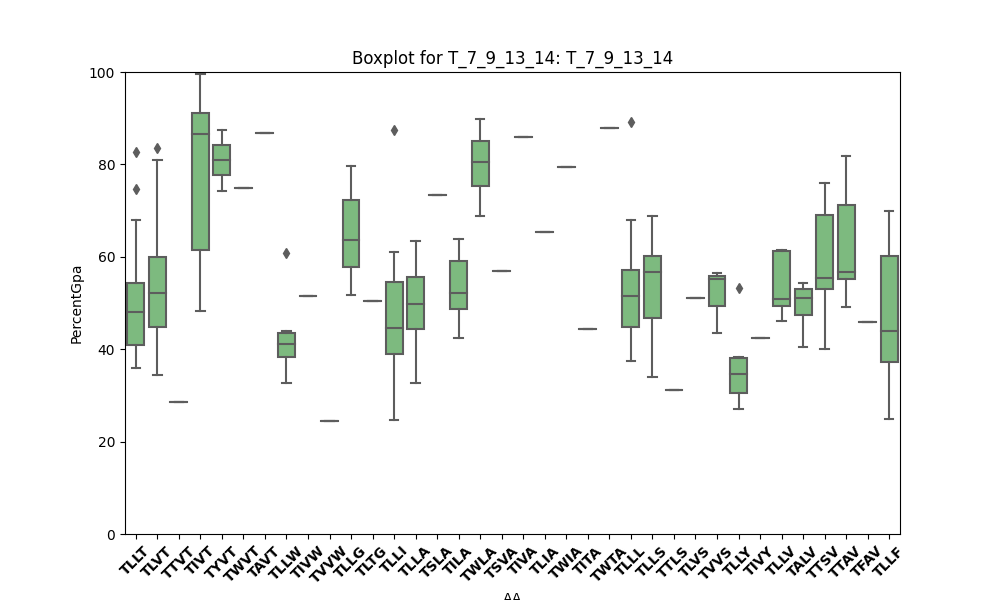 Boxplot for T_7_9_13_14: T_7_9_13_14
100
80
60
40
20
0
PercentGpa
TLLT TLVT TTVT TIVT TYVT TWVT TAVT TLLW TIVW TVVW TLLG TLTG TLLI TLLA TSLA TILA TWLA TSVA TIVA TLIA TWIA TITA TWTA TLLL TLLS TTLS TLVS TVVS TLLY TIVY TLLV TALV TTSV TTAV TFAV TLLF
AA